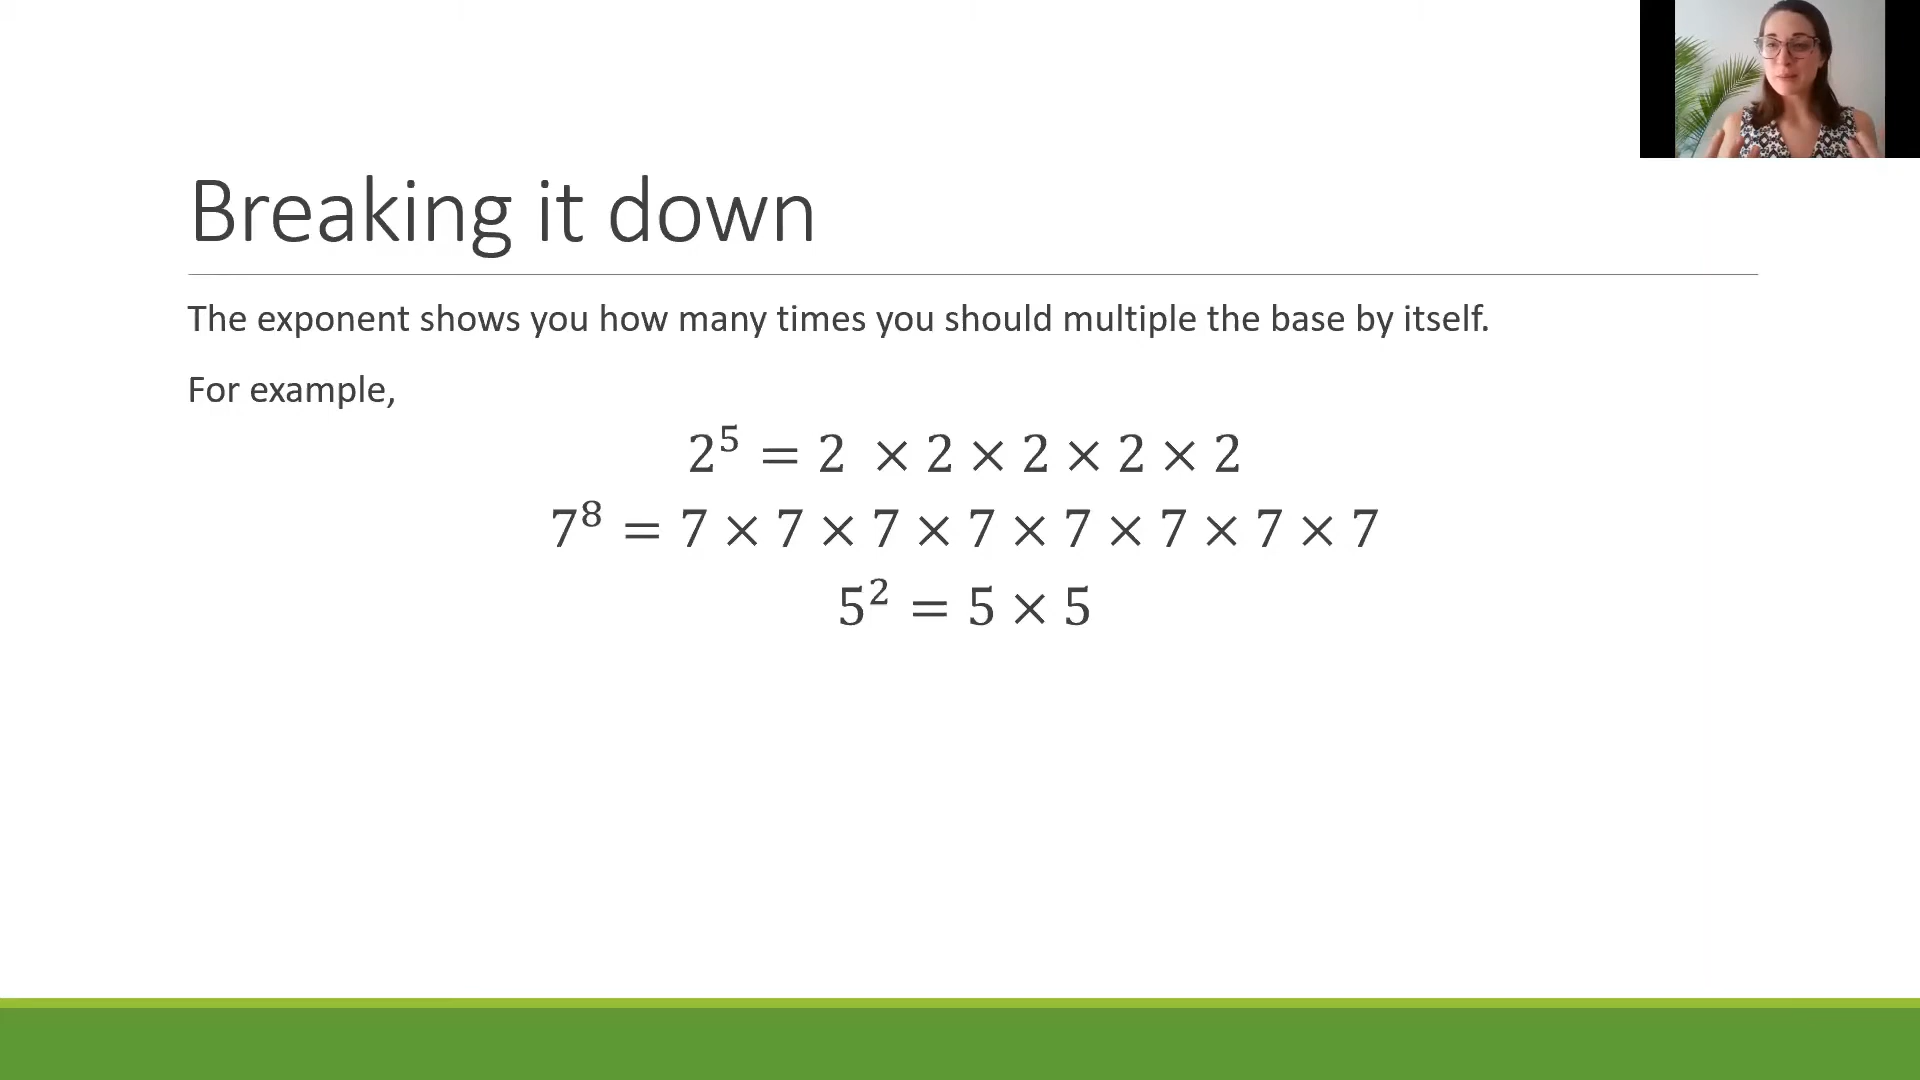 Breaking it down
The exponent shows you how many times you should multiple the base by itself.
For example,
2⁵ = 2 × 2 × 2 × 2 × 2
7⁸ = 7 × 7 × 7 × 7 × 7 × 7 × 7 × 7
5² = 5 × 5